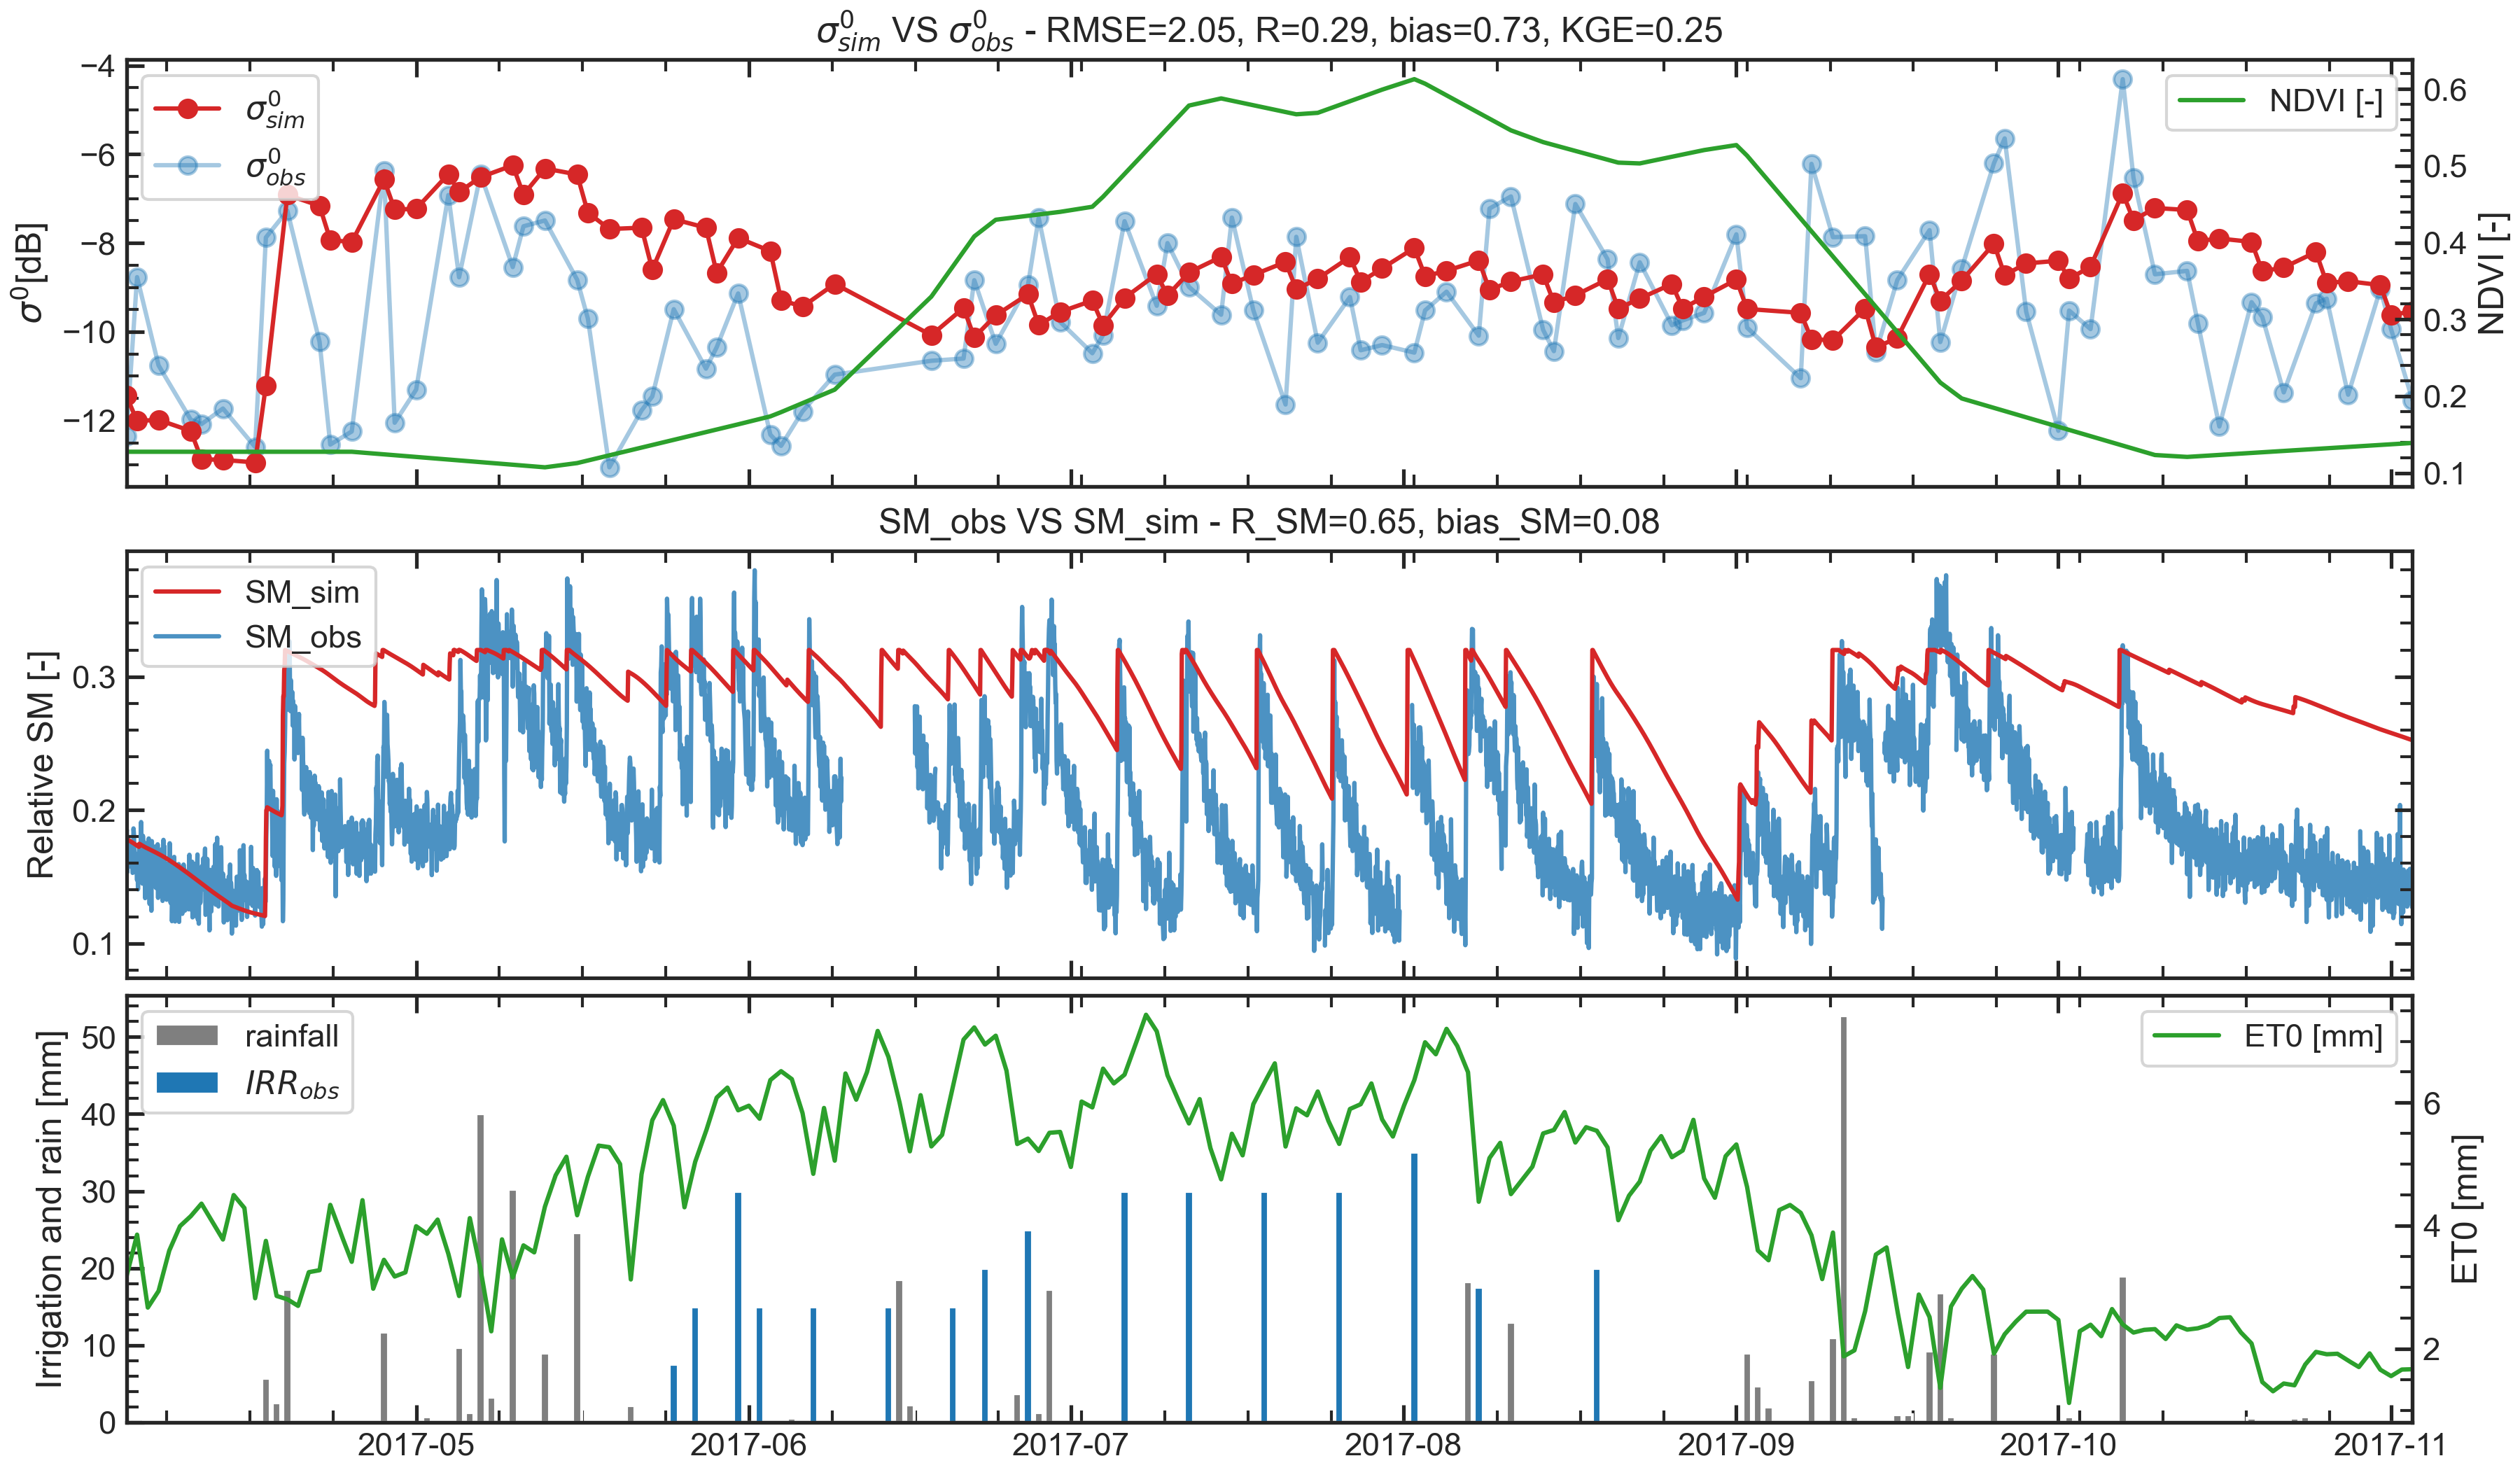 σ⁰sim VS σ⁰obs - RMSE=2.05, R=0.29, bias=0.73, KGE=0.25
σ⁰sim
σ⁰obs
NDVI [-]
σ⁰[dB]
−4
−6
−8
−10
−12
NDVI [-]
0.6
0.5
0.4
0.3
0.2
0.1
SM_obs VS SM_sim - R_SM=0.65, bias_SM=0.08
SM_sim
SM_obs
Relative SM [-]
0.3
0.2
0.1
rainfall
IRRobs
ET0 [mm]
Irrigation and rain [mm]
50
40
30
20
10
0
ET0 [mm]
6
4
2
2017-05
2017-06
2017-07
2017-08
2017-09
2017-10
2017-11